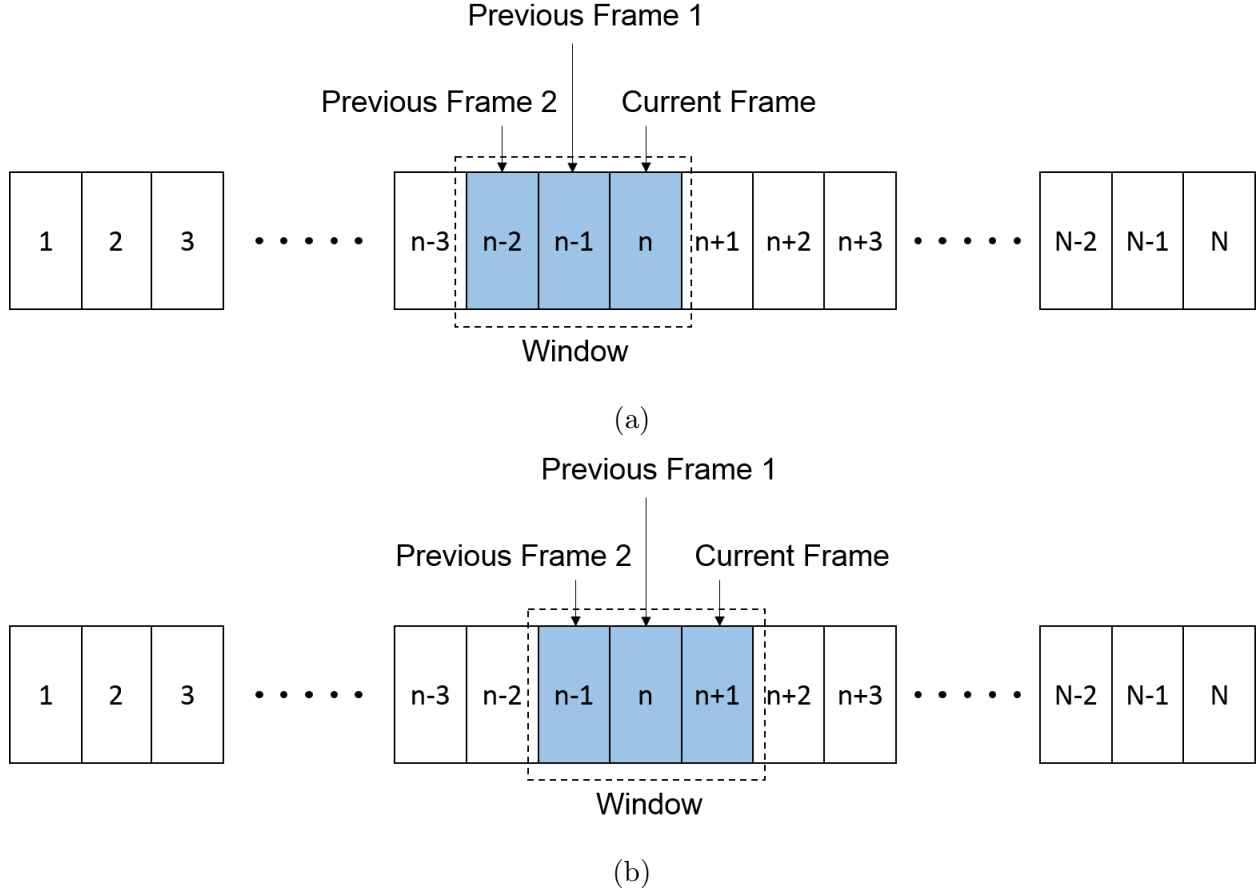 Previous Frame 1
Previous Frame 2 Current Frame
1 2 3 ..... n-3 n-2 n-1 n n+1 n+2 n+3 ..... N-2 N-1 N
Window
(a)
Previous Frame 1
Previous Frame 2 Current Frame
1 2 3 ..... n-3 n-2 n-1 n n+1 n+2 n+3 ..... N-2 N-1 N
Window
(b)